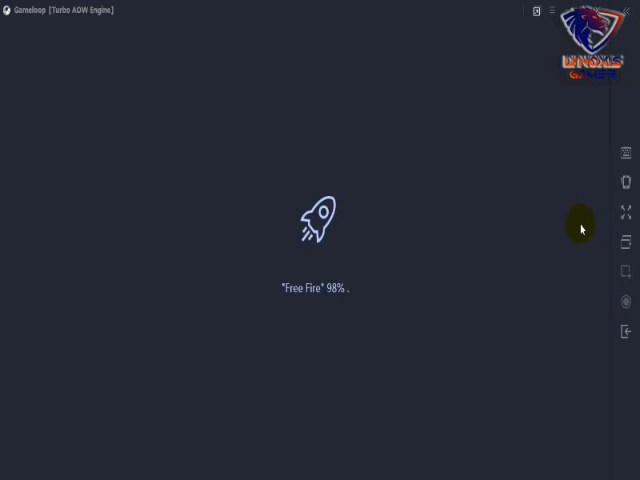 Gameloop【Turbo AOW Engine】
"Free Fire" 98% .